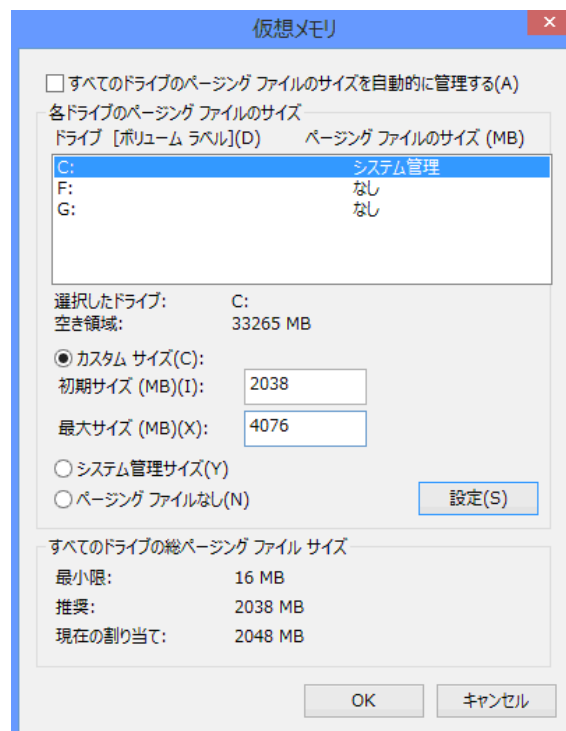 仮想メモリ
すべてのドライブのページング ファイルのサイズを自動的に管理する(A)
各ドライブのページング ファイルのサイズ
ドライブ [ボリューム ラベル](D) ページング ファイルのサイズ (MB)
C: システム管理
F: なし
G: なし
選択したドライブ: C:
空き領域: 33265 MB
カスタム サイズ(C):
初期サイズ (MB)(I): 2038
最大サイズ (MB)(X): 4076
システム管理サイズ(Y)
ページング ファイルなし(N) 設定(S)
すべてのドライブの総ページング ファイル サイズ
最小限: 16 MB
推奨: 2038 MB
現在の割り当て: 2048 MB
OK キャンセル